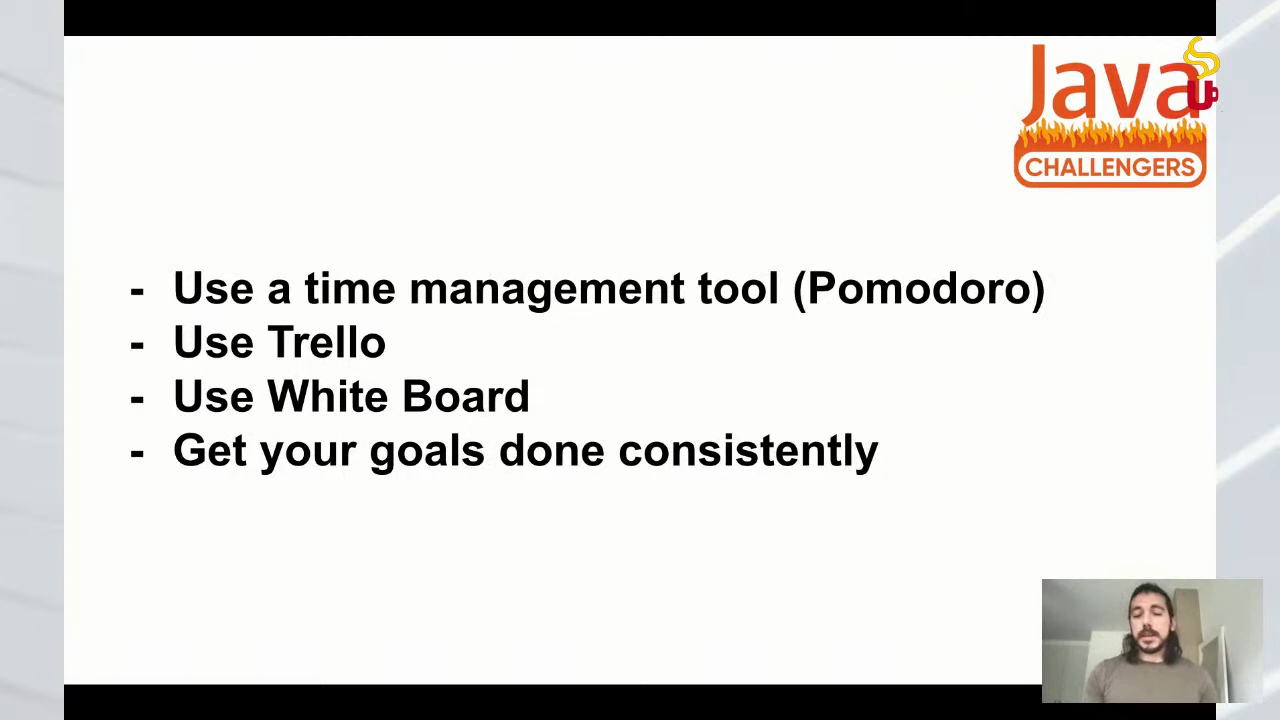 Java
CHALLENGERS
- Use a time management tool (Pomodoro)
- Use Trello
- Use White Board
- Get your goals done consistently